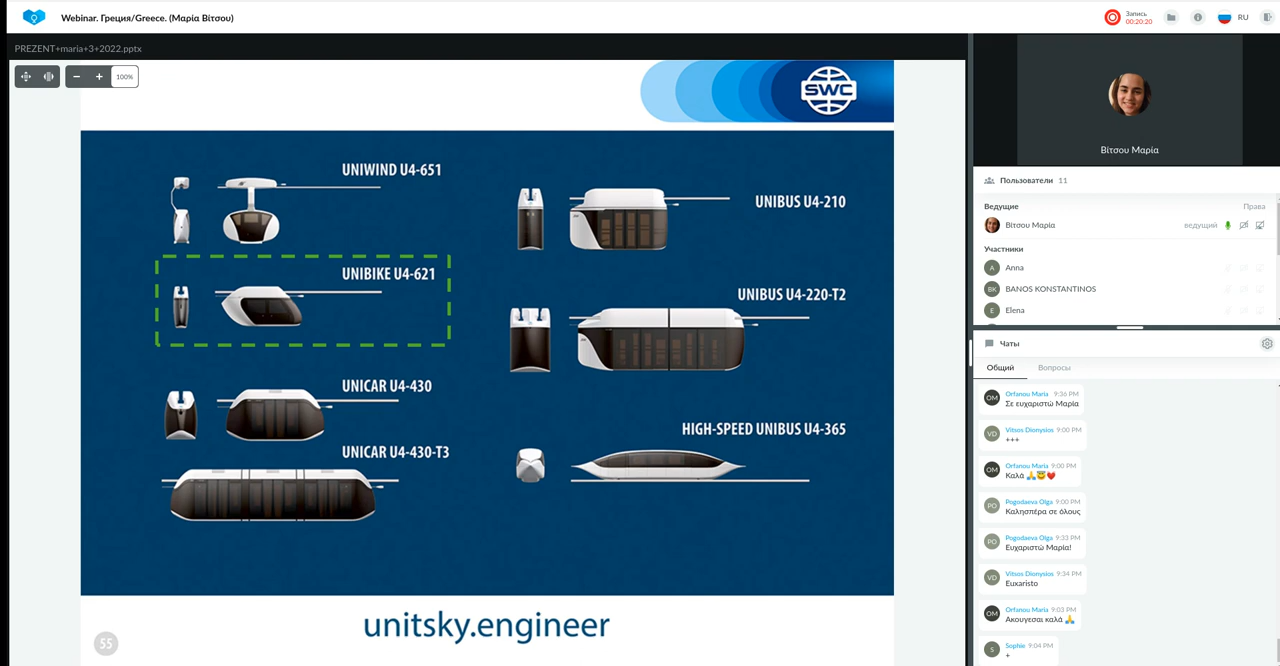 Webinar. Греция/Greece. (Μαρία Βίτσου)
Запись
00:20:20
RU
PREZENT+maria+3+2022.pptx
100%
SWC
UNIWIND U4-651
UNIBUS U4-210
UNIBIKE U4-621
UNIBUS U4-220-T2
UNICAR U4-430
HIGH-SPEED UNIBUS U4-365
UNICAR U4-430-T3
unitsky.engineer
55
Βίτσου Μαρία
Пользователи 11
Ведущие
Права
Βίτσου Μαρία
ведущий
Участники
A
Anna
BK
BANOS KONSTANTINOS
E
Elena
Чаты
Общий
Вопросы
OM
Orfanou Maria 9:36 PM
Σε ευχαριστώ Μαρία
VD
Vitsos Dionysios 9:00 PM
+++
OM
Orfanou Maria 9:00 PM
Καλά 🙏😇❤️
PO
Pogodaeva Olga 9:00 PM
Καλησπέρα σε όλους
PO
Pogodaeva Olga 9:33 PM
Ευχαριστώ Μαρία!
VD
Vitsos Dionysios 9:34 PM
Euxaristo
OM
Orfanou Maria 9:03 PM
Ακουγεσαι καλά 🙏
S
Sophie 9:04 PM
+